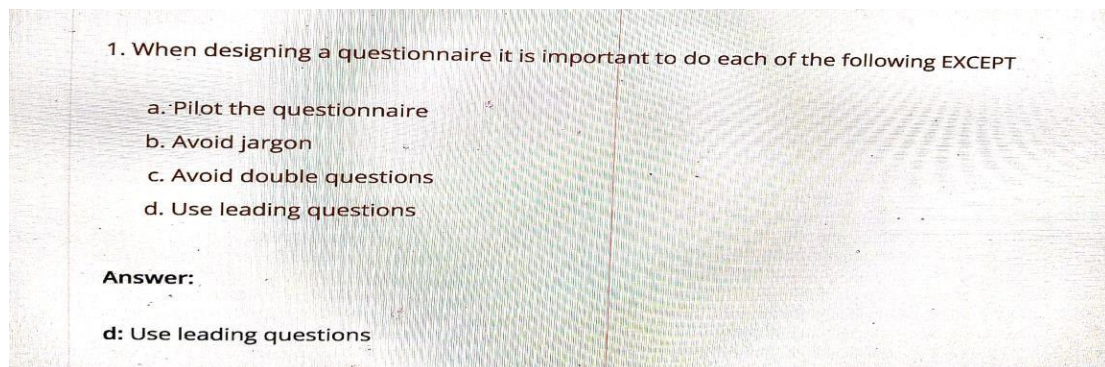 1. When designing a questionnaire it is important to do each of the following EXCEPT
a. Pilot the questionnaire
b. Avoid jargon
c. Avoid double questions
d. Use leading questions
Answer:
d: Use leading questions